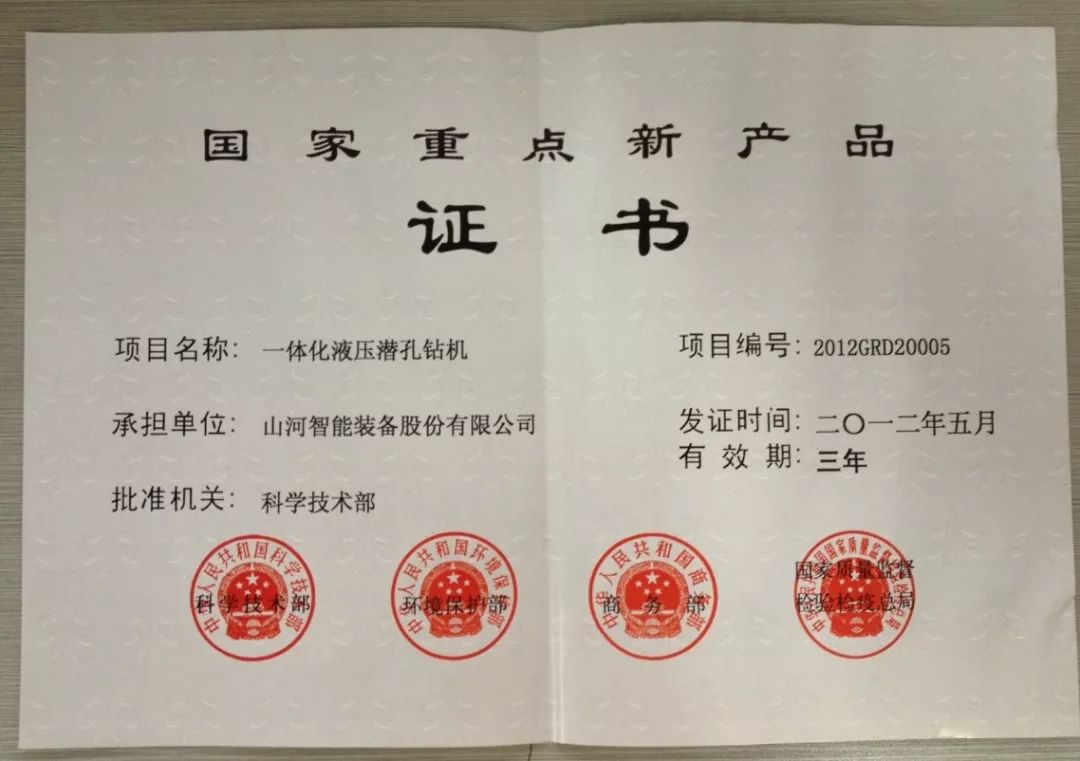 国家重点新产品
证书
项目名称：一体化液压潜孔钻机
项目编号：2012GRD20005
承担单位：山河智能装备股份有限公司
发证时间：二〇一二年五月
有效期：三年
批准机关：科学技术部
中华人民共和国科学技术部
科学技术部
中华人民共和国环境保护部
环境保护部
中华人民共和国商务部
商务部
国家质量监督
检验检疫总局